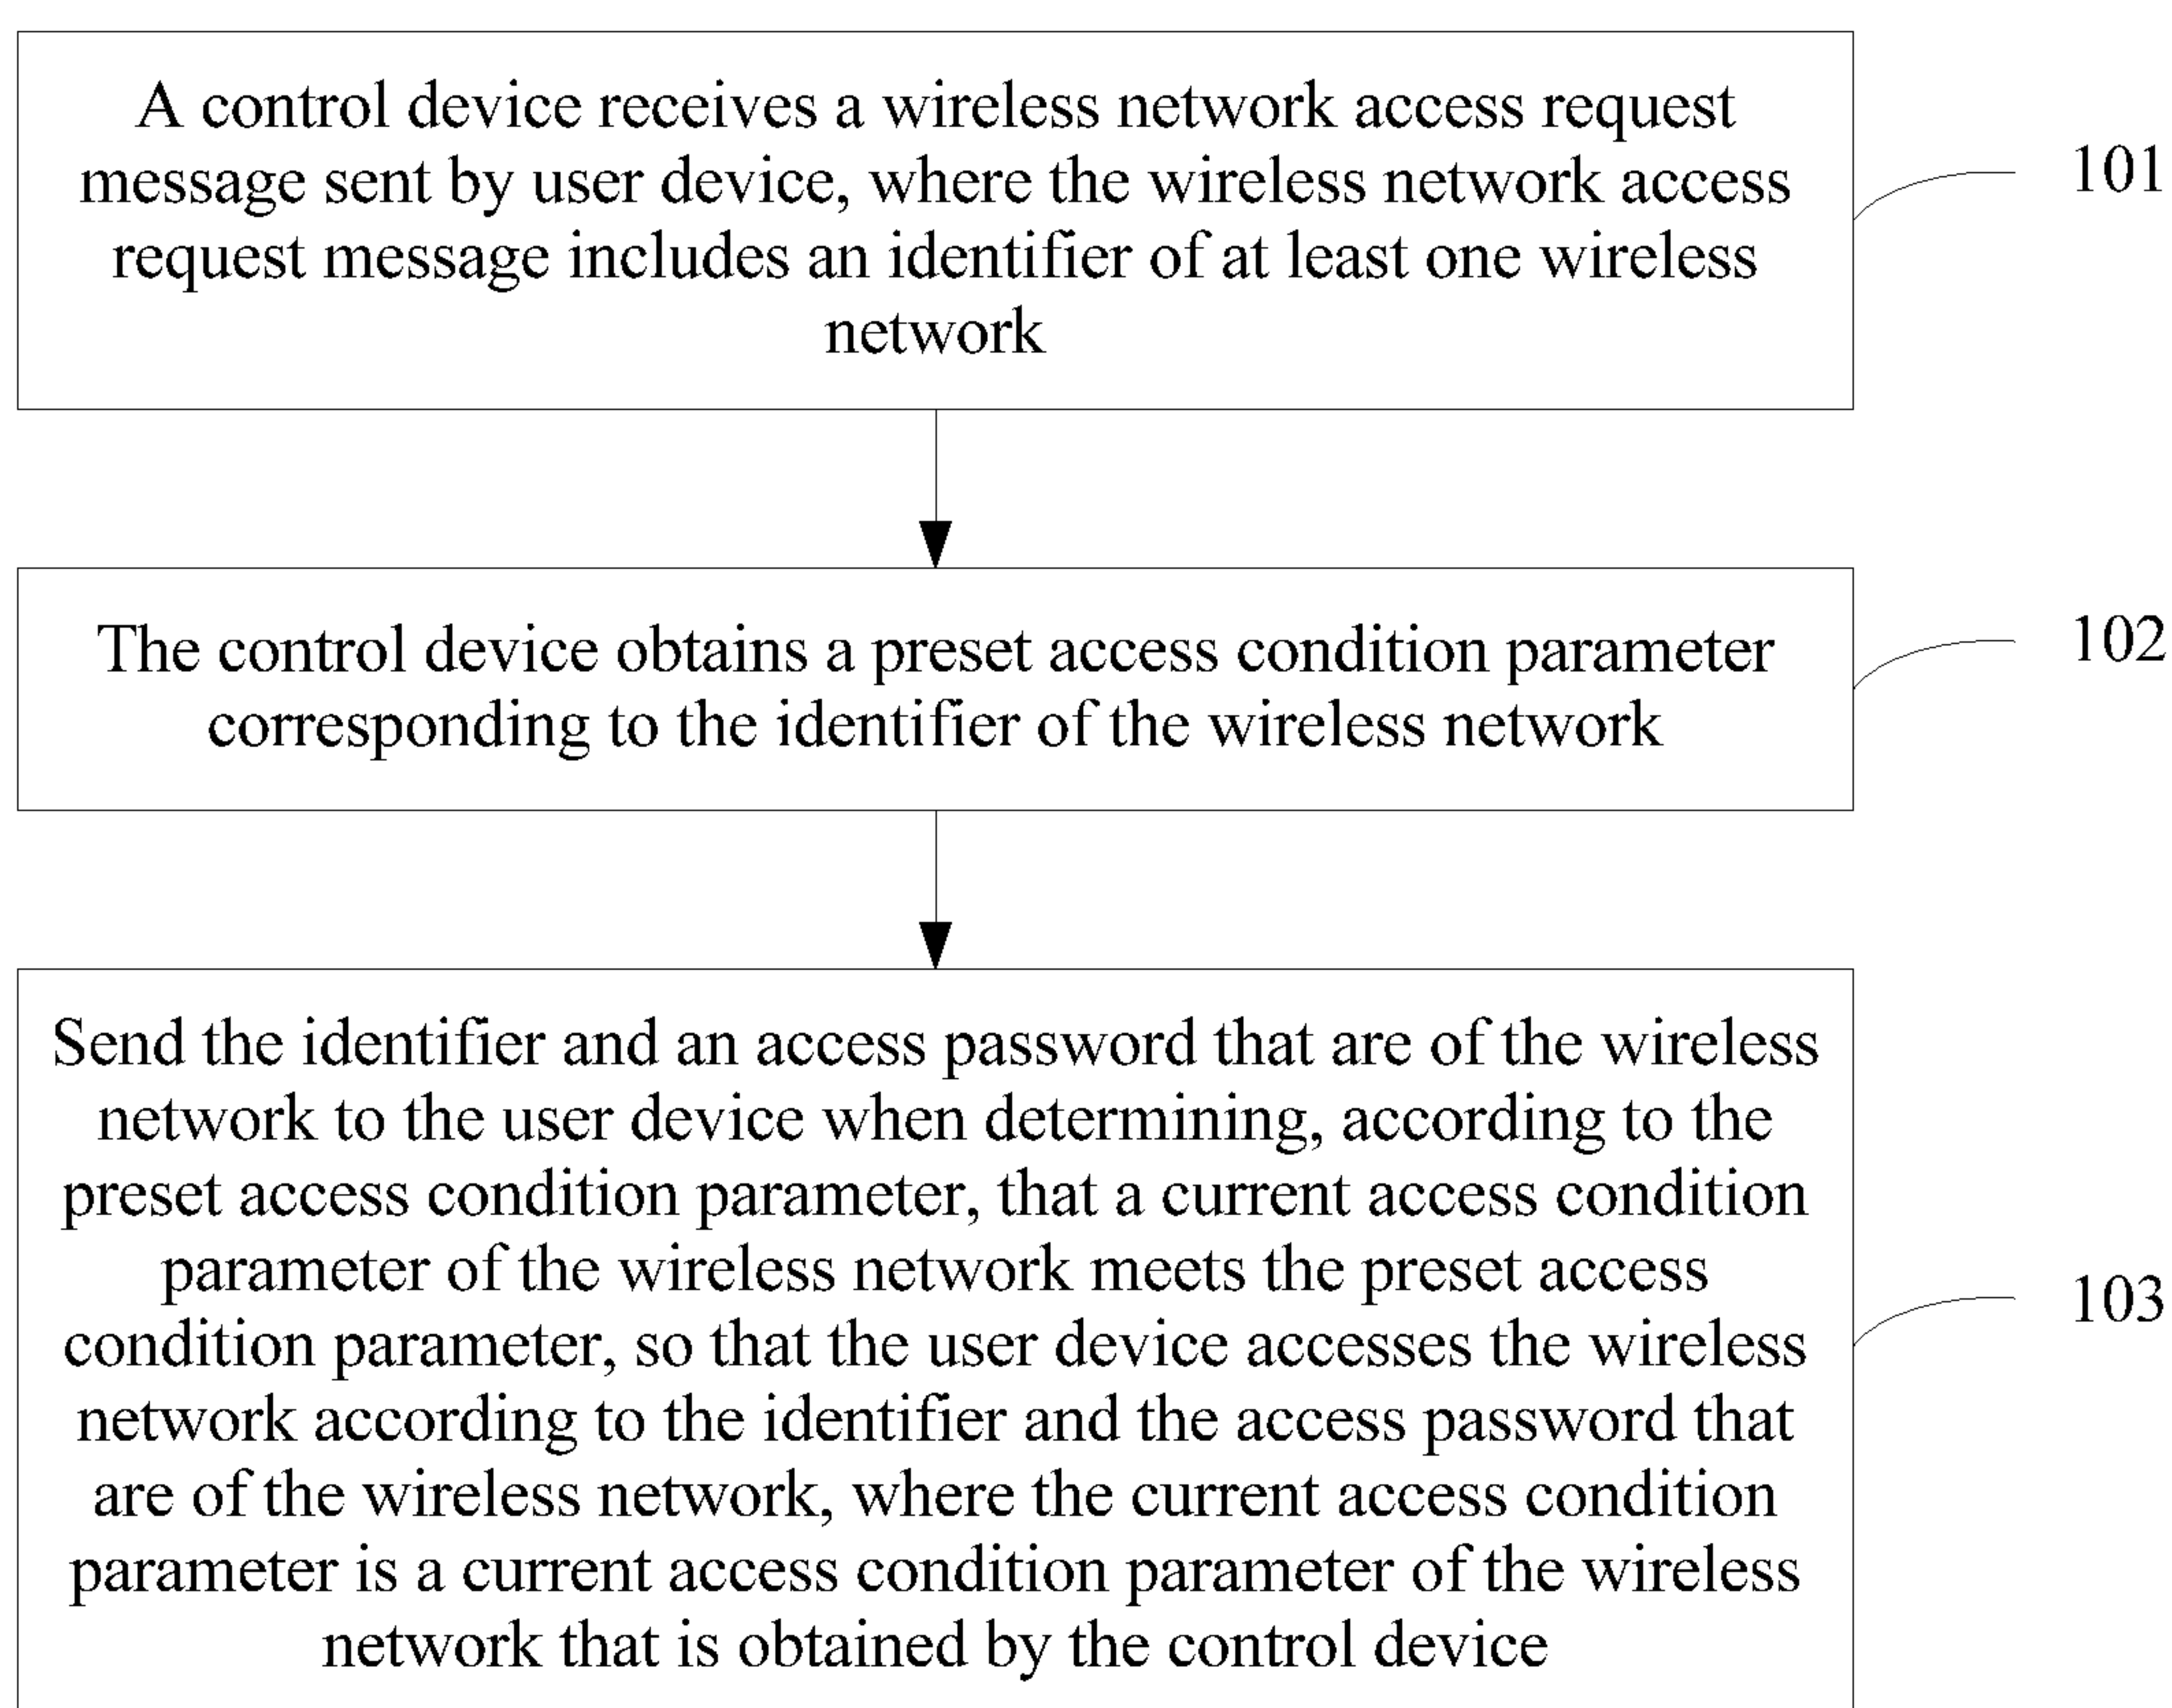 A control device receives a wireless network access request
message sent by user device, where the wireless network access
request message includes an identifier of at least one wireless
network
101
The control device obtains a preset access condition parameter
corresponding to the identifier of the wireless network
102
Send the identifier and an access password that are of the wireless
network to the user device when determining, according to the
preset access condition parameter, that a current access condition
parameter of the wireless network meets the preset access
condition parameter, so that the user device accesses the wireless
network according to the identifier and the access password that
are of the wireless network, where the current access condition
parameter is a current access condition parameter of the wireless
network that is obtained by the control device
103